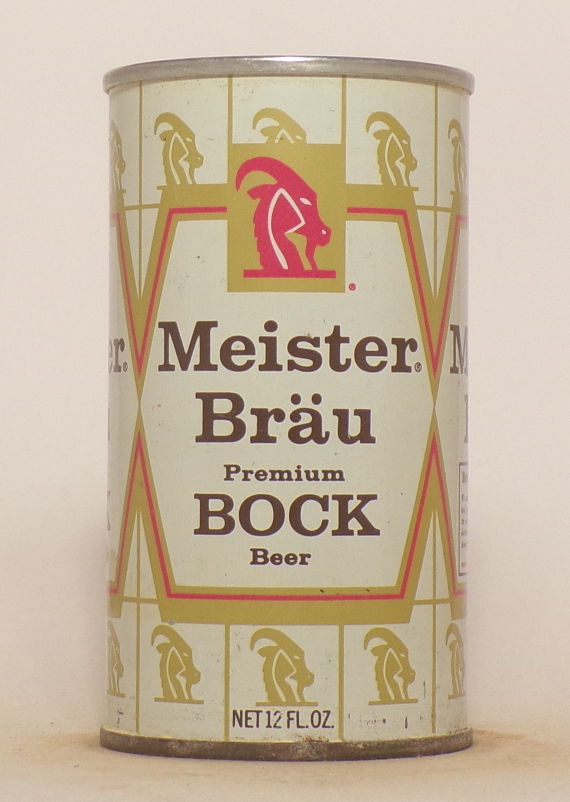 Meister®
Bräu
Premium
BOCK
Beer
NET 12 FL. OZ.